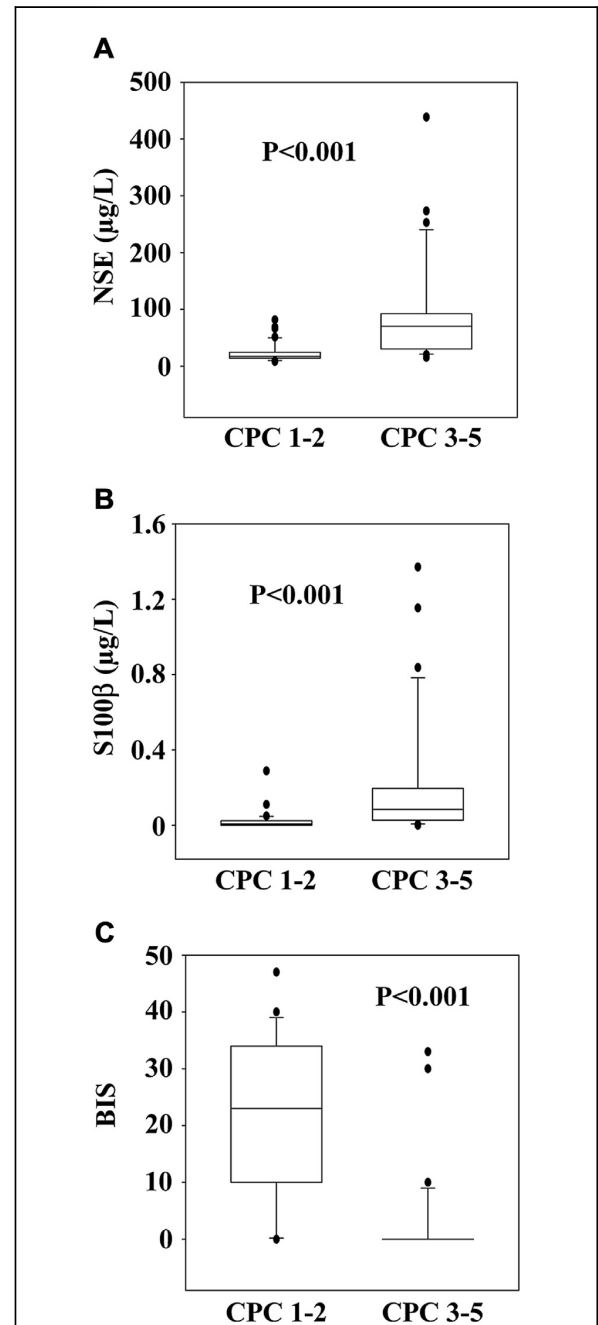 A
500
400
300
200
100
0
NSE (µg/L)
P<0.001
CPC 1-2 CPC 3-5
B
1.6
1.2
0.8
0.4
0
S100β (µg/L)
P<0.001
CPC 1-2 CPC 3-5
C
50
40
30
20
10
0
BIS
P<0.001
CPC 1-2 CPC 3-5